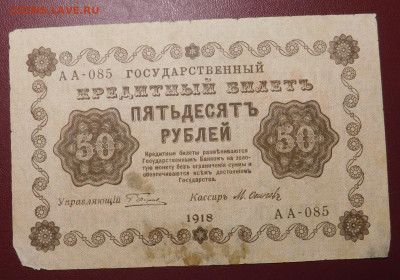 COINS.LAVE.RU
АА-085 ГОСУДАРСТВЕННЫЙ
КРЕДИТНЫЙ БИЛЕТЪ
ПЯТЬДЕСЯТЪ
РУБЛЕЙ
50
50
Кредитные билеты размѣниваются
Государственнымъ Банкомъ на золо-
тую монету безъ ограниченія суммы и
обезпечиваются всѣмъ достояніемъ
Государства.
Управляющій
Кассиръ
1918
АА-085